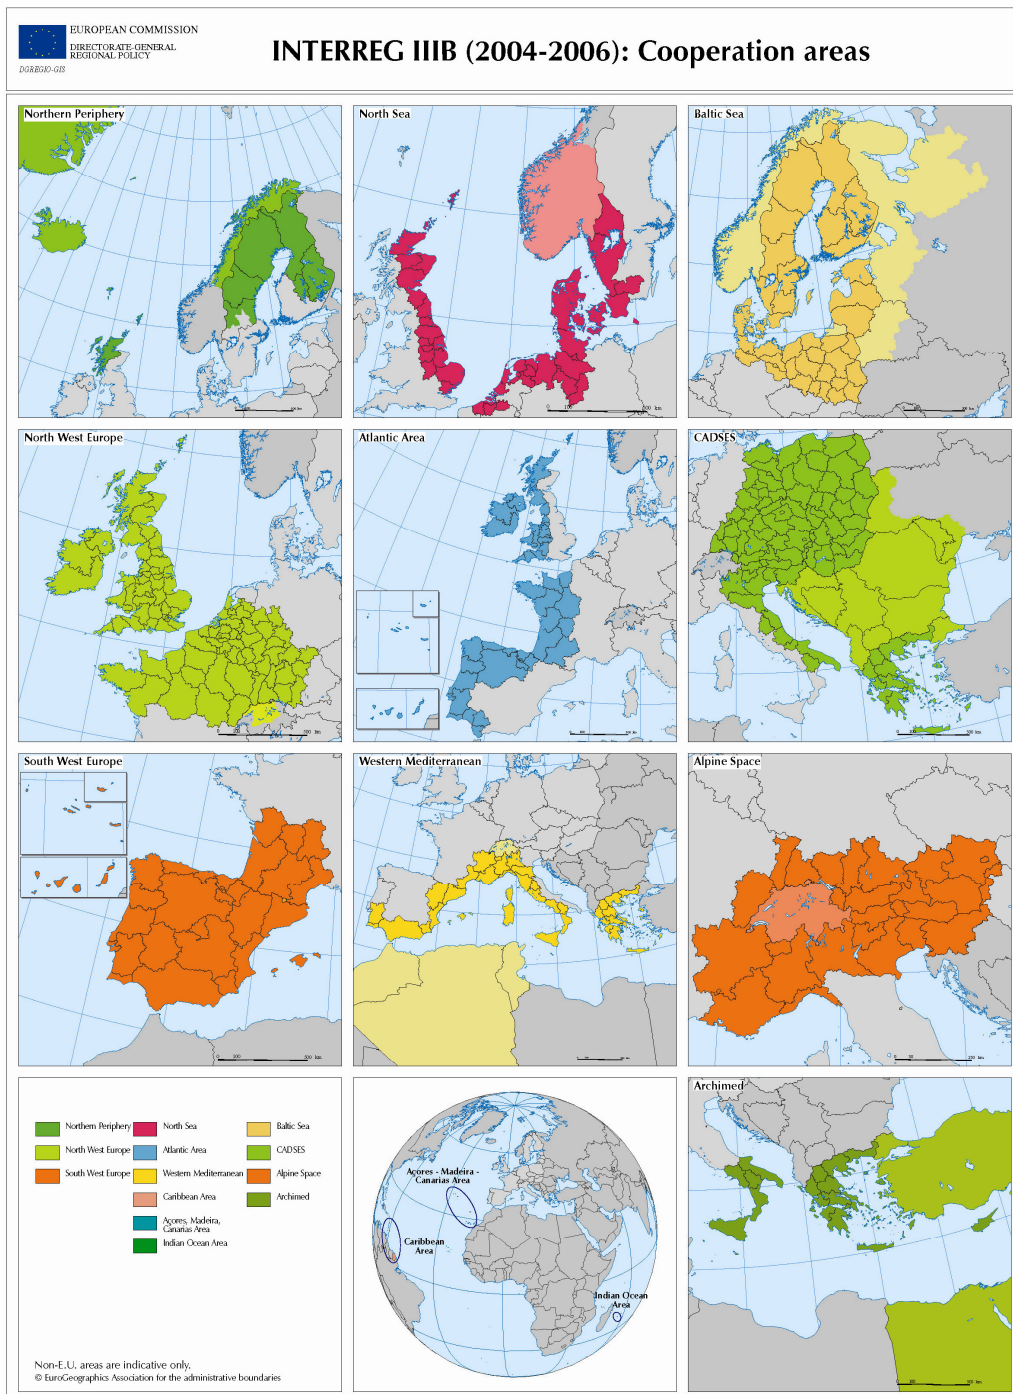 EUROPEAN COMMISSION
DIRECTORATE-GENERAL
REGIONAL POLICY
DGREGIO-GIS
INTERREG IIIB (2004-2006): Cooperation areas
Northern Periphery
North Sea
Baltic Sea
North West Europe
Atlantic Area
CADSES
South West Europe
Western Mediterranean
Alpine Space
Archimed
Northern Periphery
North Sea
Baltic Sea
North West Europe
Atlantic Area
CADSES
South West Europe
Western Mediterranean
Alpine Space
Caribbean Area
Archimed
Açores, Madeira,
Canarias Area
Indian Ocean Area
Açores - Madeira -
Canarias Area
Caribbean
Area
Indian Ocean
Area
Non-E.U. areas are indicative only.
© EuroGeographics Association for the administrative boundaries